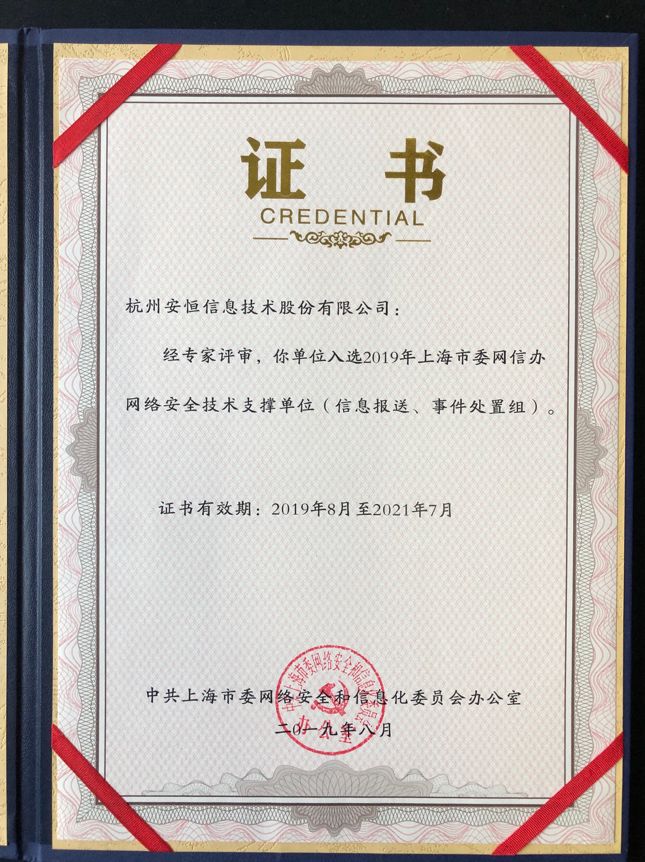 证 书
CREDENTIAL
杭州安恒信息技术股份有限公司：
经专家评审，你单位入选2019年上海市委网信办
网络安全技术支撑单位（信息报送、事件处置组）。
证书有效期：2019年8月至2021年7月
中共上海市委网络安全和信息化委员会办公室
二〇一九年八月
中共上海市委网络安全和信息化委员会
办公室